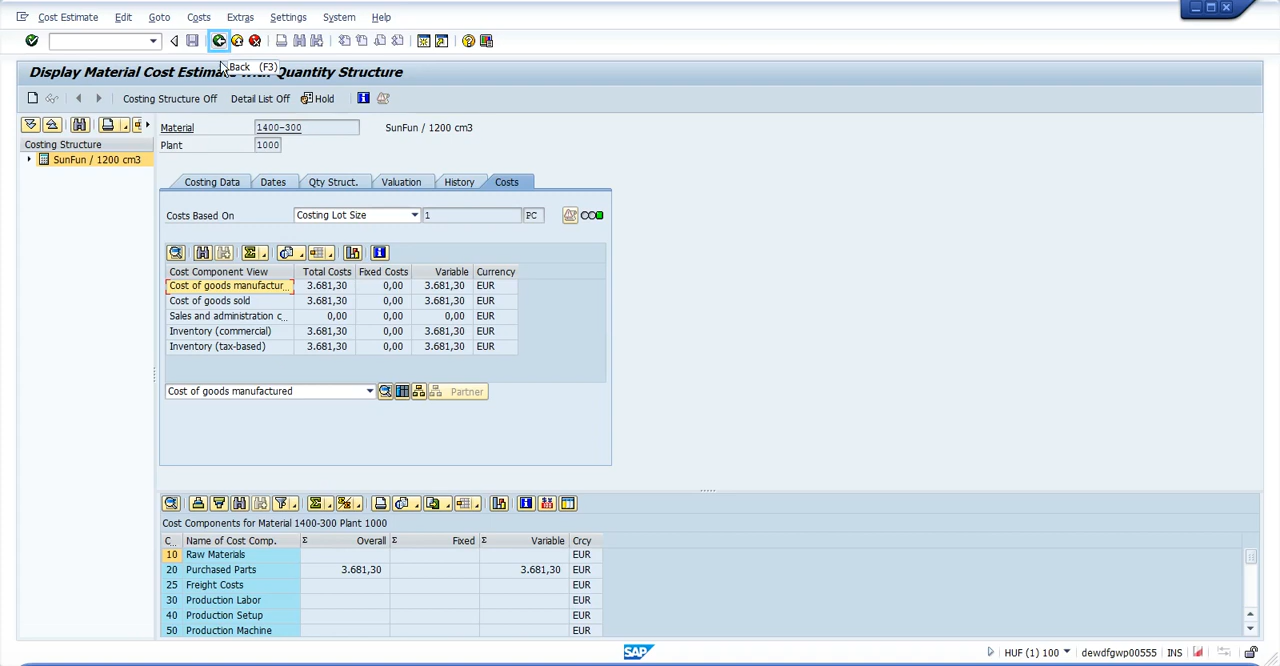 Cost Estimate Edit Goto Costs Extras Settings System Help
Back (F3)
Display Material Cost Estimate with Quantity Structure
Costing Structure Off Detail List Off Hold
Material 1400-300 SunFun / 1200 cm3
Plant 1000
Costing Structure
SunFun / 1200 cm3
Costing Data Dates Qty Struct. Valuation History Costs
Costs Based On Costing Lot Size 1 PC
Cost Component View Total Costs Fixed Costs Variable Currency
Cost of goods manufactur... 3.681,30 0,00 3.681,30 EUR
Cost of goods sold 3.681,30 0,00 3.681,30 EUR
Sales and administration c... 0,00 0,00 0,00 EUR
Inventory (commercial) 3.681,30 0,00 3.681,30 EUR
Inventory (tax-based) 3.681,30 0,00 3.681,30 EUR
Cost of goods manufactured Partner
Cost Components for Material 1400-300 Plant 1000
C... Name of Cost Comp. Σ Overall Σ Fixed Σ Variable Crcy
10 Raw Materials EUR
20 Purchased Parts 3.681,30 3.681,30 EUR
25 Freight Costs EUR
30 Production Labor EUR
40 Production Setup EUR
50 Production Machine EUR
SAP HUF (1) 100 dewdfgwp00555 INS